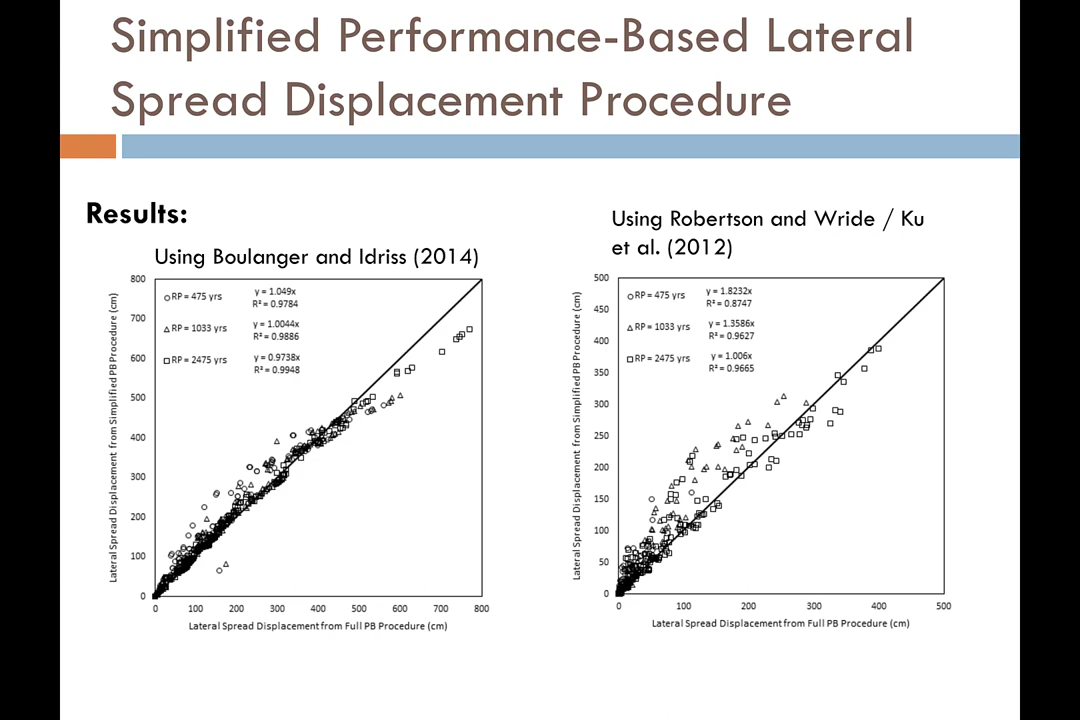 Simplified Performance-Based Lateral
Spread Displacement Procedure
Results:
Using Boulanger and Idriss (2014)
800
700
600
500
400
300
200
100
0
Lateral Spread Displacement from Simplified PB Procedure (cm)
RP = 475 yrs
y = 1.049x
R² = 0.9784
RP = 1033 yrs
y = 1.0044x
R² = 0.9886
RP = 2475 yrs
y = 0.9738x
R² = 0.9948
0 100 200 300 400 500 600 700 800
Lateral Spread Displacement from Full PB Procedure (cm)
Using Robertson and Wride / Ku
et al. (2012)
500
450
400
350
300
250
200
150
100
50
0
Lateral Spread Displacement from Simplified PB Procedure (cm)
RP = 475 yrs
y = 1.8232x
R² = 0.8747
RP = 1033 yrs
y = 1.3586x
R² = 0.9627
RP = 2475 yrs
y = 1.006x
R² = 0.9665
0 100 200 300 400 500
Lateral Spread Displacement from Full PB Procedure (cm)